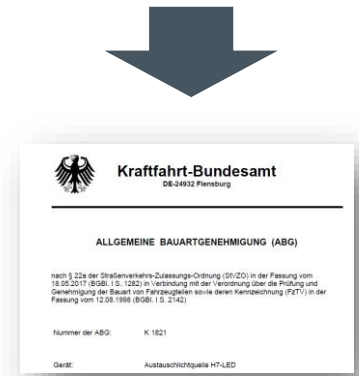 Kraftfahrt-Bundesamt
DE-24932 Flensburg
ALLGEMEINE BAUARTGENEHMIGUNG (ABG)
nach § 22a der Straßenverkehrs-Zulassungs-Ordnung (StVZO) in der Fassung vom
18.05.2017 (BGBl. I S. 1282) in Verbindung mit der Verordnung über die Prüfung und
Genehmigung der Bauart von Fahrzeugteilen sowie deren Kennzeichnung (FzTV) in der
Fassung vom 12.08.1998 (BGBl. I S. 2142)
Nummer der ABG: K 1821
Gerät: Austauschlichtquelle H7-LED